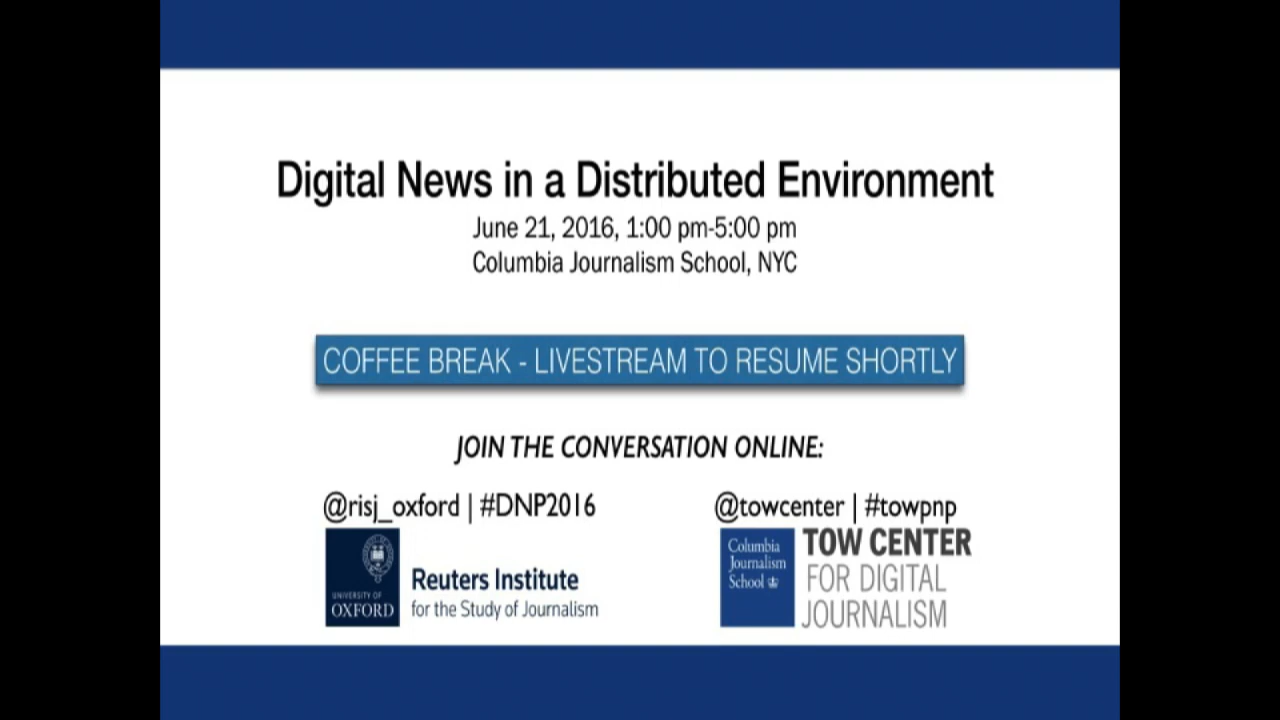 Digital News in a Distributed Environment
June 21, 2016, 1:00 pm-5:00 pm
Columbia Journalism School, NYC
COFFEE BREAK - LIVESTREAM TO RESUME SHORTLY
JOIN THE CONVERSATION ONLINE:
@risj_oxford | #DNP2016
UNIVERSITY OF
OXFORD
Reuters Institute
for the Study of Journalism
@towcenter | #towpnp
Columbia
Journalism
School
TOW CENTER
FOR DIGITAL
JOURNALISM